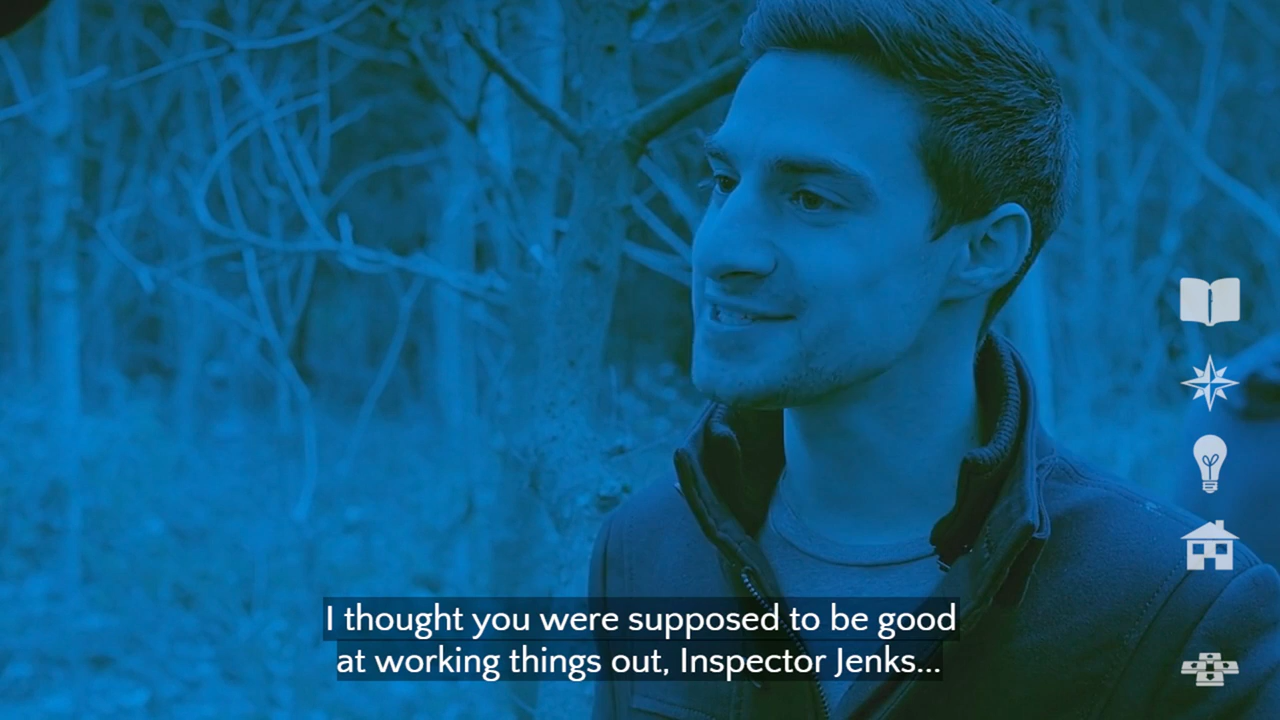 I thought you were supposed to be good
at working things out, Inspector Jenks...